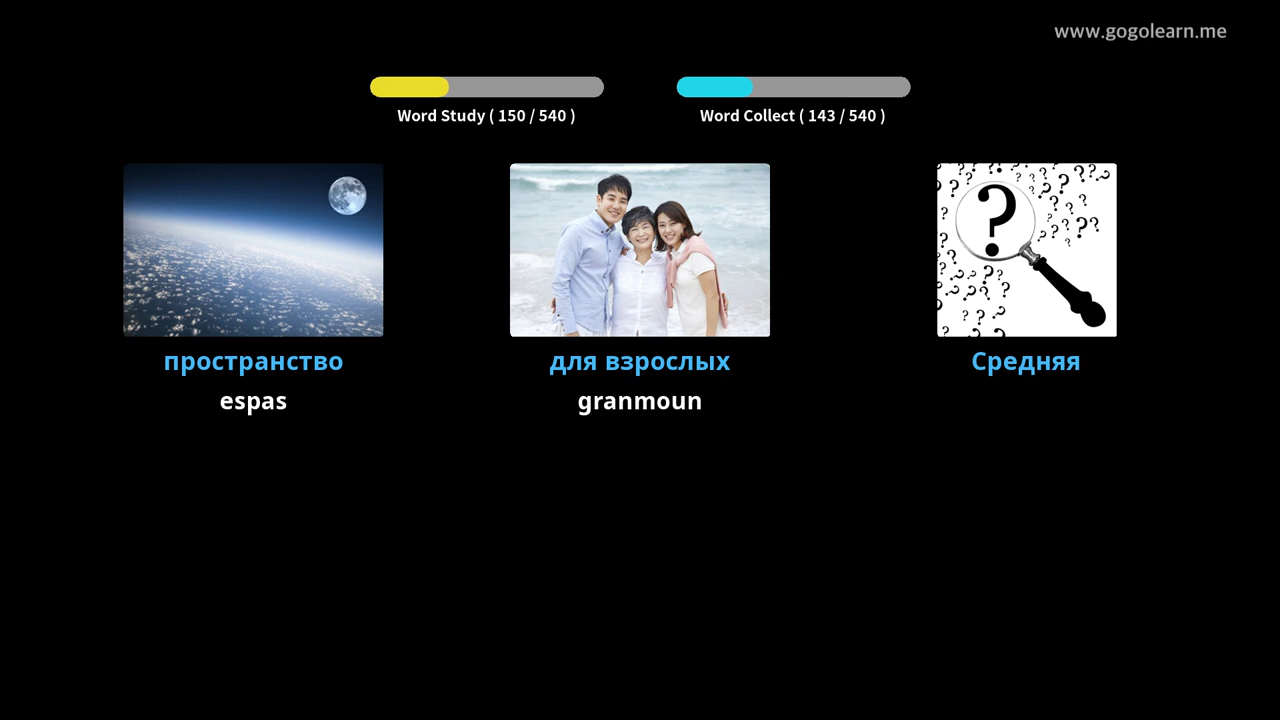 www.gogolearn.me
Word Study ( 150 / 540 )
Word Collect ( 143 / 540 )
пространство
espas
для взрослых
granmoun
Средняя